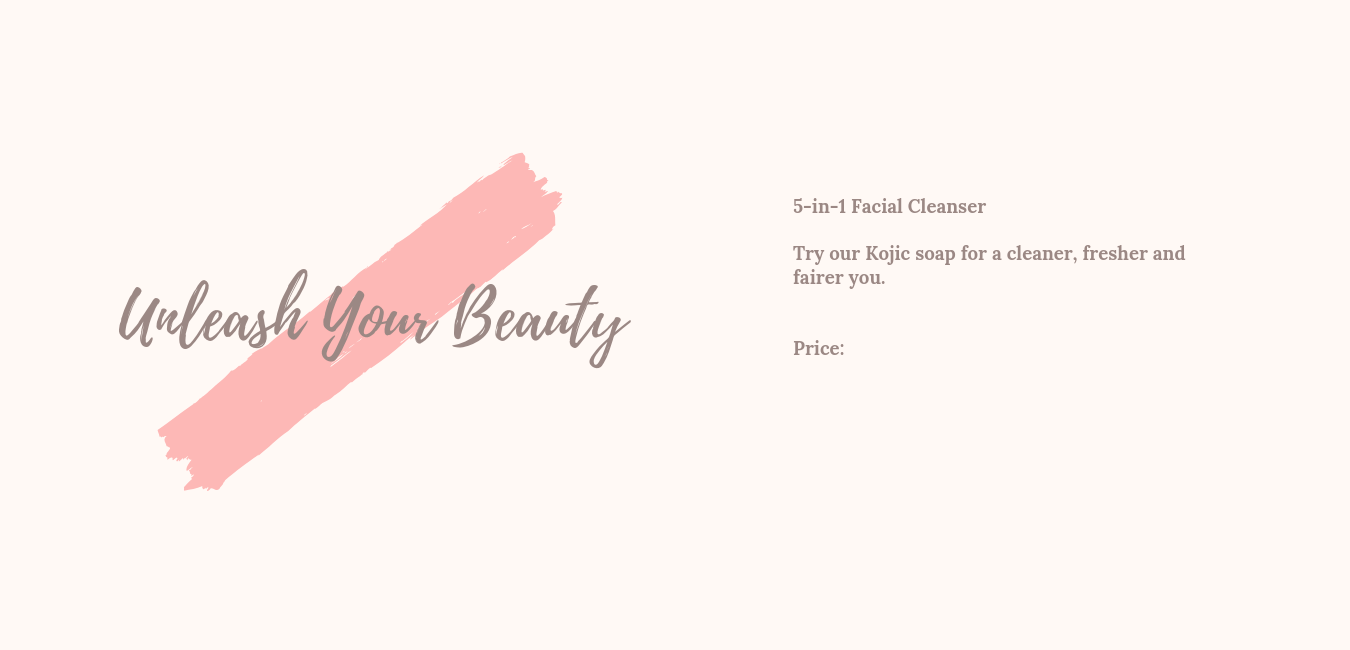 Unleash Your Beauty
5-in-1 Facial Cleanser
Try our Kojic soap for a cleaner, fresher and
fairer you.
Price: